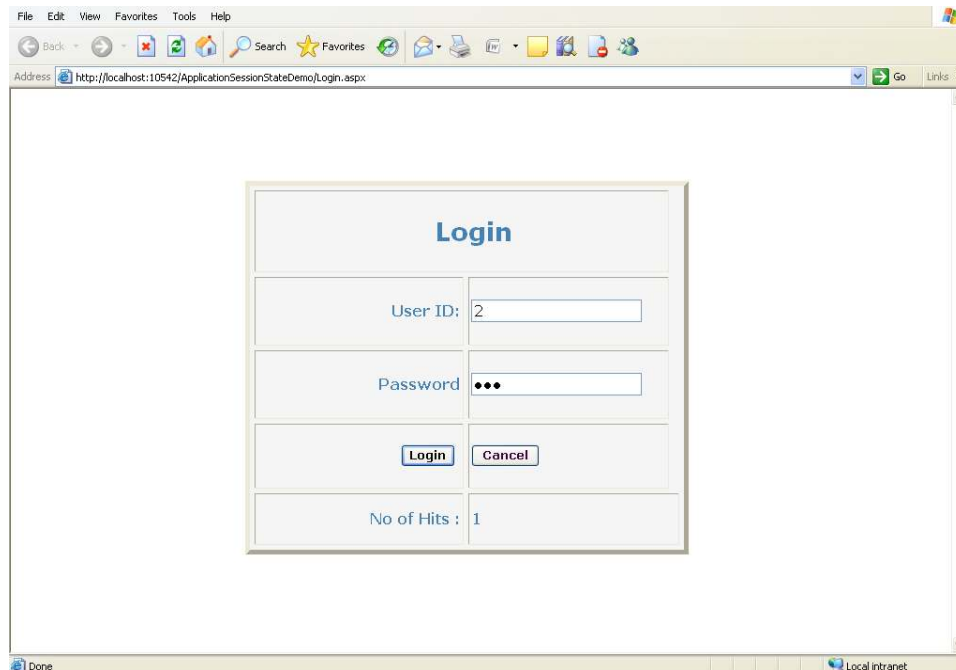 File Edit View Favorites Tools Help
Back Search Favorites
Address http://localhost:10542/ApplicationSessionStateDemo/Login.aspx Go Links
Login
User ID: 2
Password •••
Login Cancel
No of Hits : 1
Done Local intranet